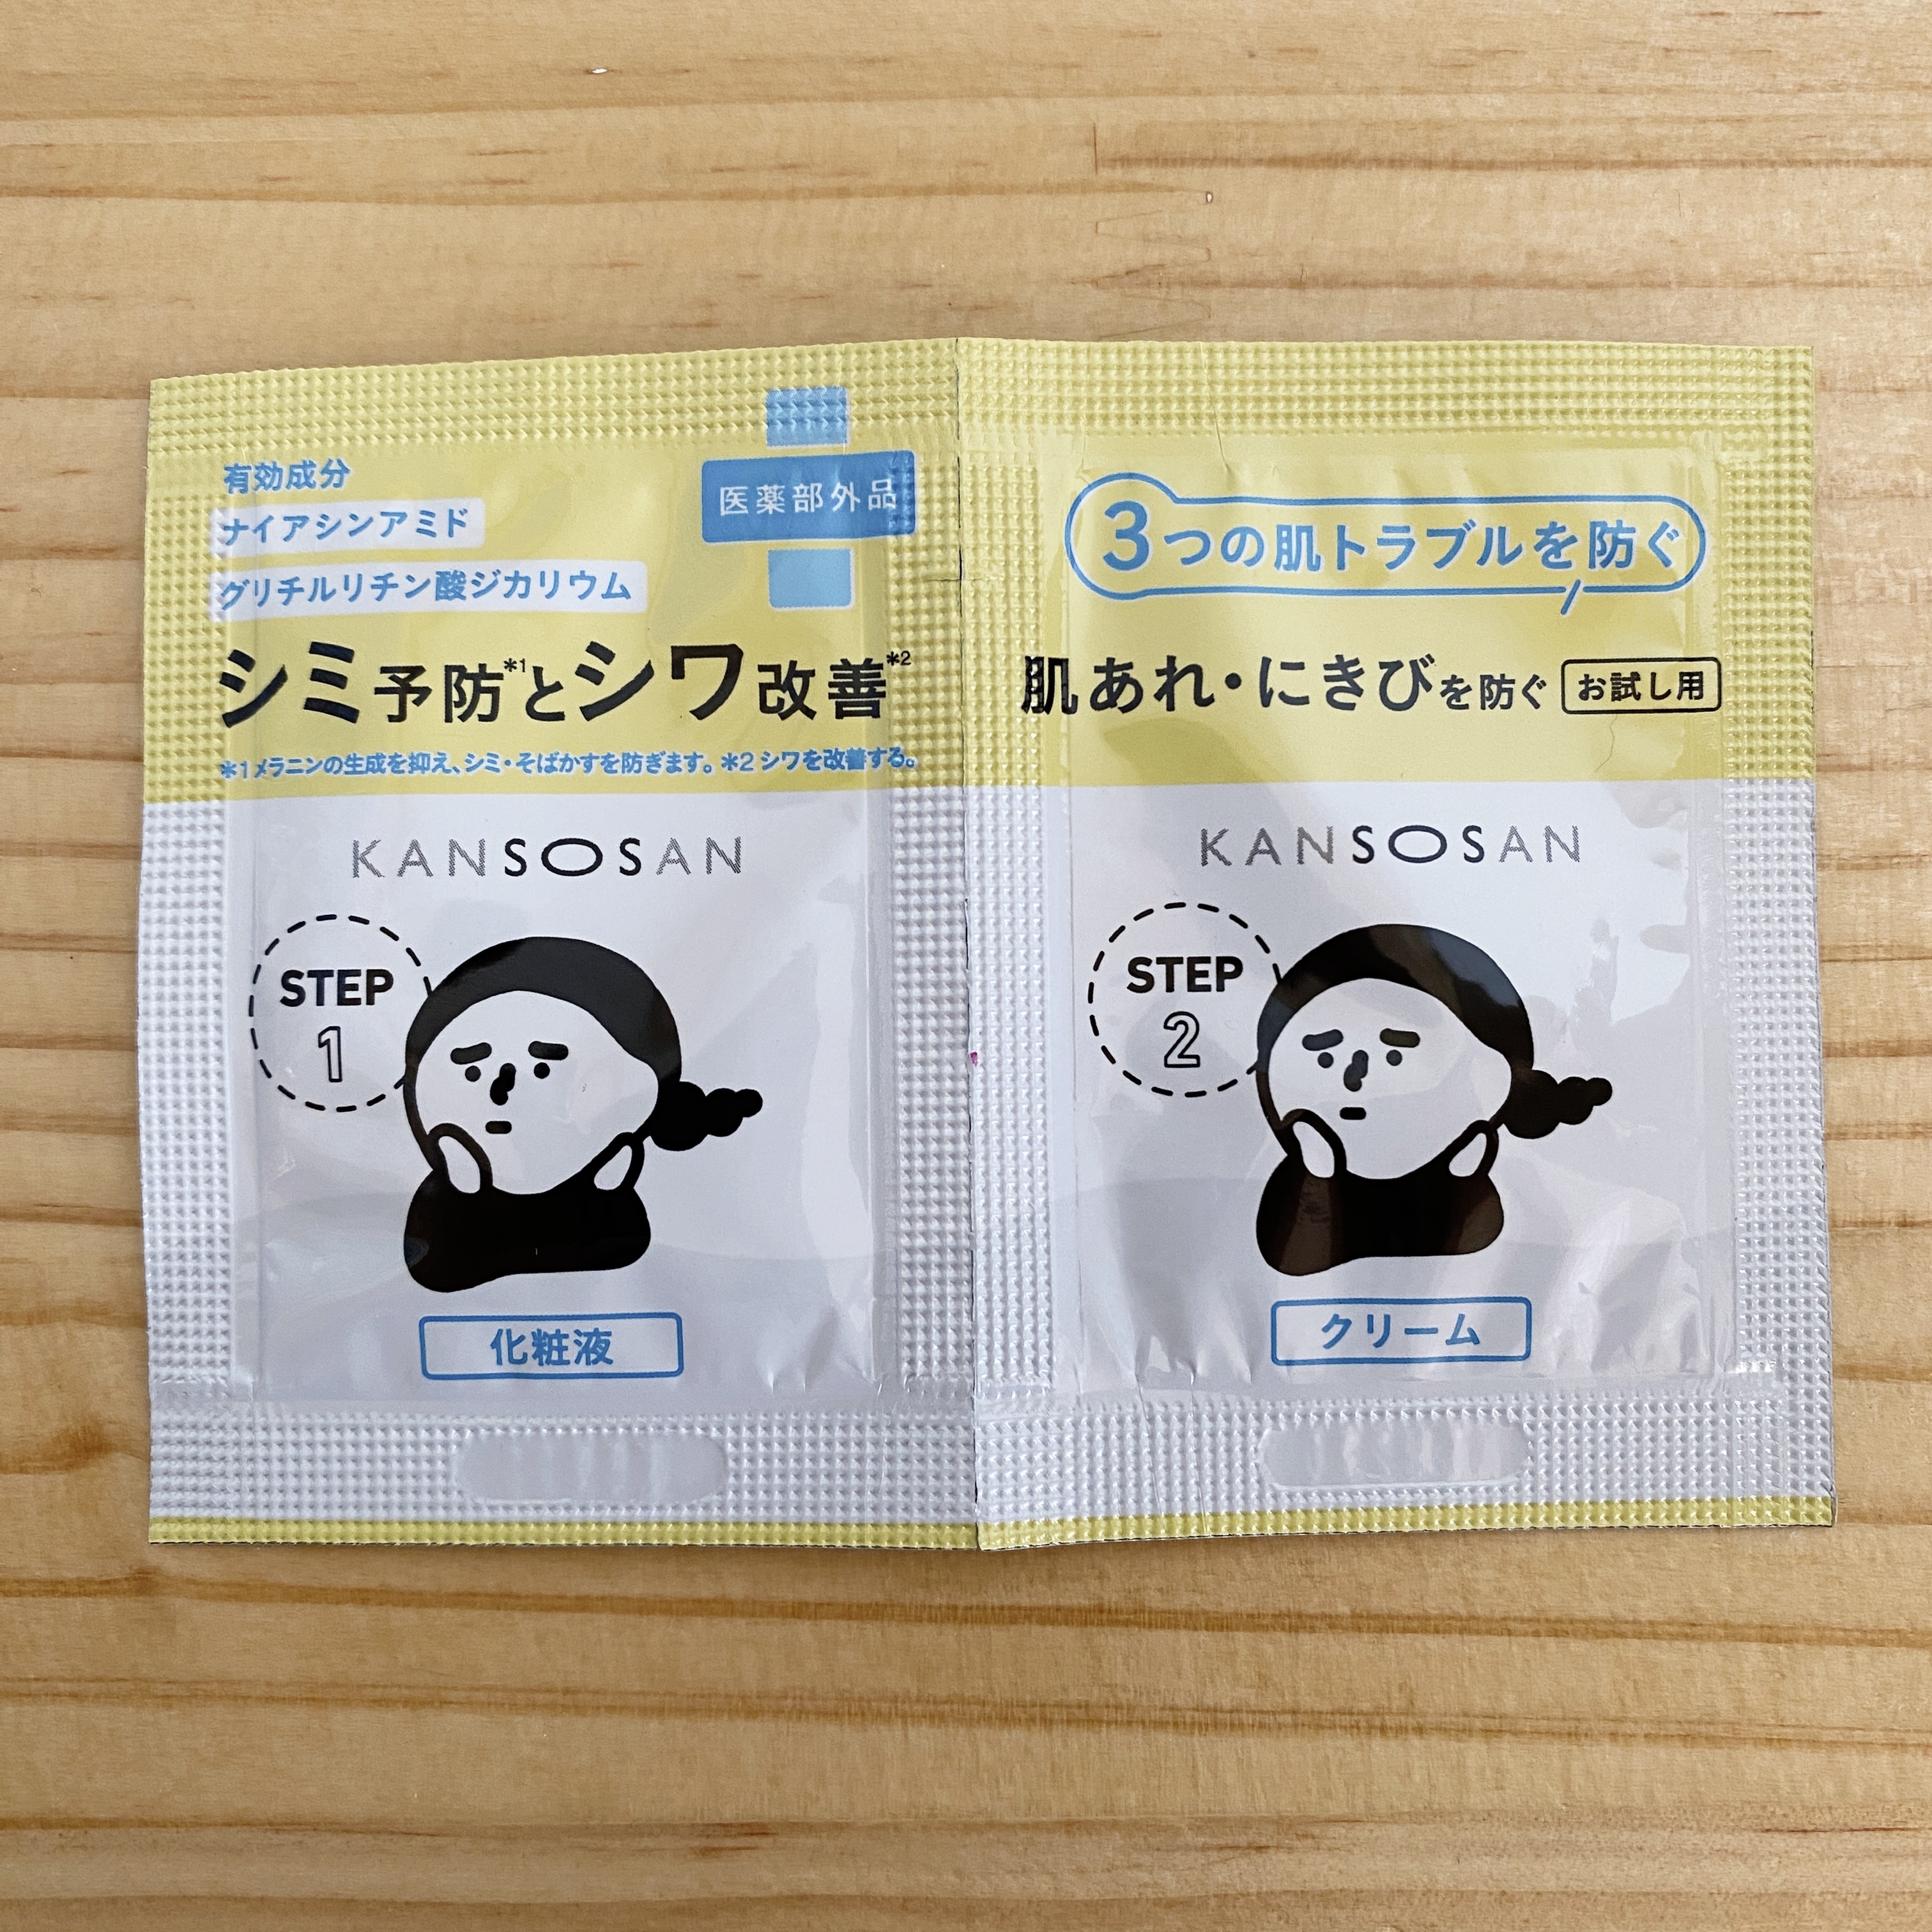 有効成分
ナイアシンアミド
グリチルリチン酸ジカリウム
医薬部外品
シミ予防*1とシワ改善*2
*1メラニンの生成を抑え、シミ・そばかすを防ぎます。*2 シワを改善する。
KANSOSAN
STEP
1
化粧液
3つの肌トラブルを防ぐ
肌あれ・にきびを防ぐ お試し用
KANSOSAN
STEP
2
クリーム